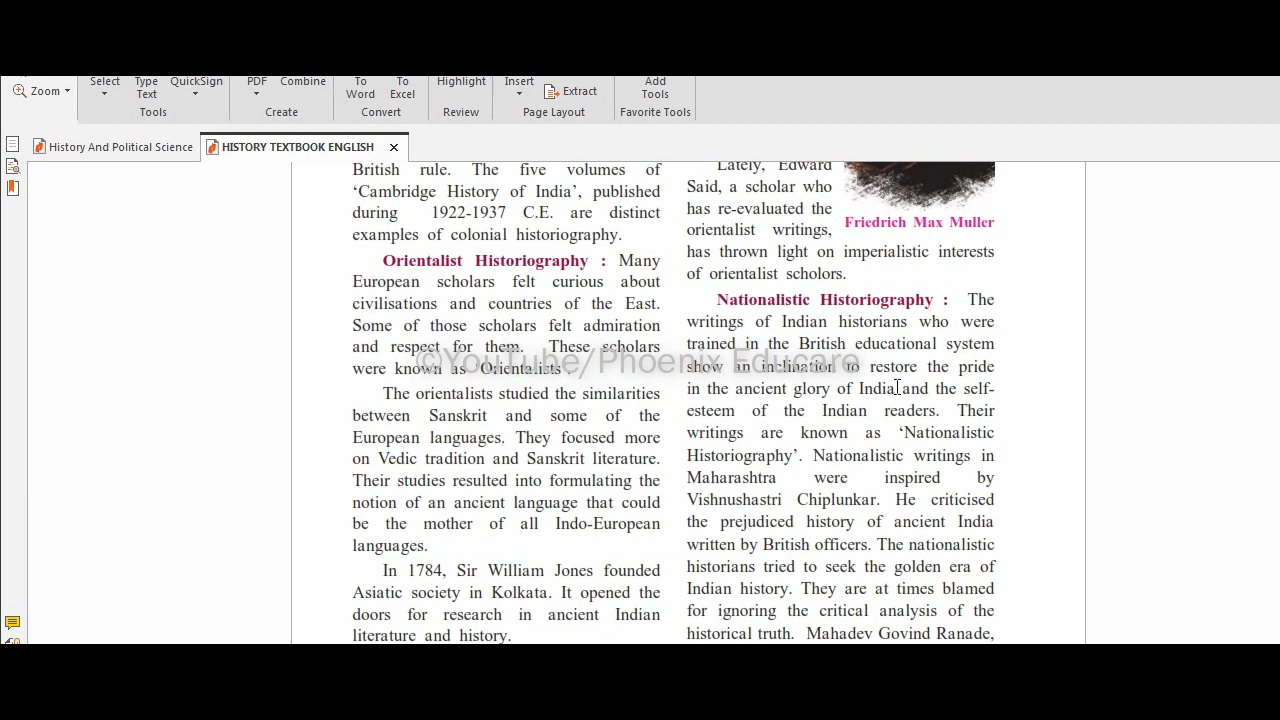 Zoom
Select
Type
Text
QuickSign
Tools
PDF
Combine
Create
To
Word
To
Excel
Convert
Highlight
Review
Insert
Extract
Page Layout
Add
Tools
Favorite Tools
History And Political Science
HISTORY TEXTBOOK ENGLISH
British rule. The five volumes of
‘Cambridge History of India’, published
during 1922-1937 C.E. are distinct
examples of colonial historiography.
Orientalist Historiography : Many
European scholars felt curious about
civilisations and countries of the East.
Some of those scholars felt admiration
and respect for them. These scholars
were known as ‘Orientalists’.
The orientalists studied the similarities
between Sanskrit and some of the
European languages. They focused more
on Vedic tradition and Sanskrit literature.
Their studies resulted into formulating the
notion of an ancient language that could
be the mother of all Indo-European
languages.
In 1784, Sir William Jones founded
Asiatic society in Kolkata. It opened the
doors for research in ancient Indian
literature and history.
Lately, Edward
Said, a scholar who
has re-evaluated the
orientalist writings,
has thrown light on imperialistic interests
of orientalist scholors.
Friedrich Max Muller
Nationalistic Historiography : The
writings of Indian historians who were
trained in the British educational system
show an inclination to restore the pride
in the ancient glory of India and the self-
esteem of the Indian readers. Their
writings are known as ‘Nationalistic
Historiography’. Nationalistic writings in
Maharashtra were inspired by
Vishnushastri Chiplunkar. He criticised
the prejudiced history of ancient India
written by British officers. The nationalistic
historians tried to seek the golden era of
Indian history. They are at times blamed
for ignoring the critical analysis of the
historical truth. Mahadev Govind Ranade,
©YouTube/Phoenix Educare